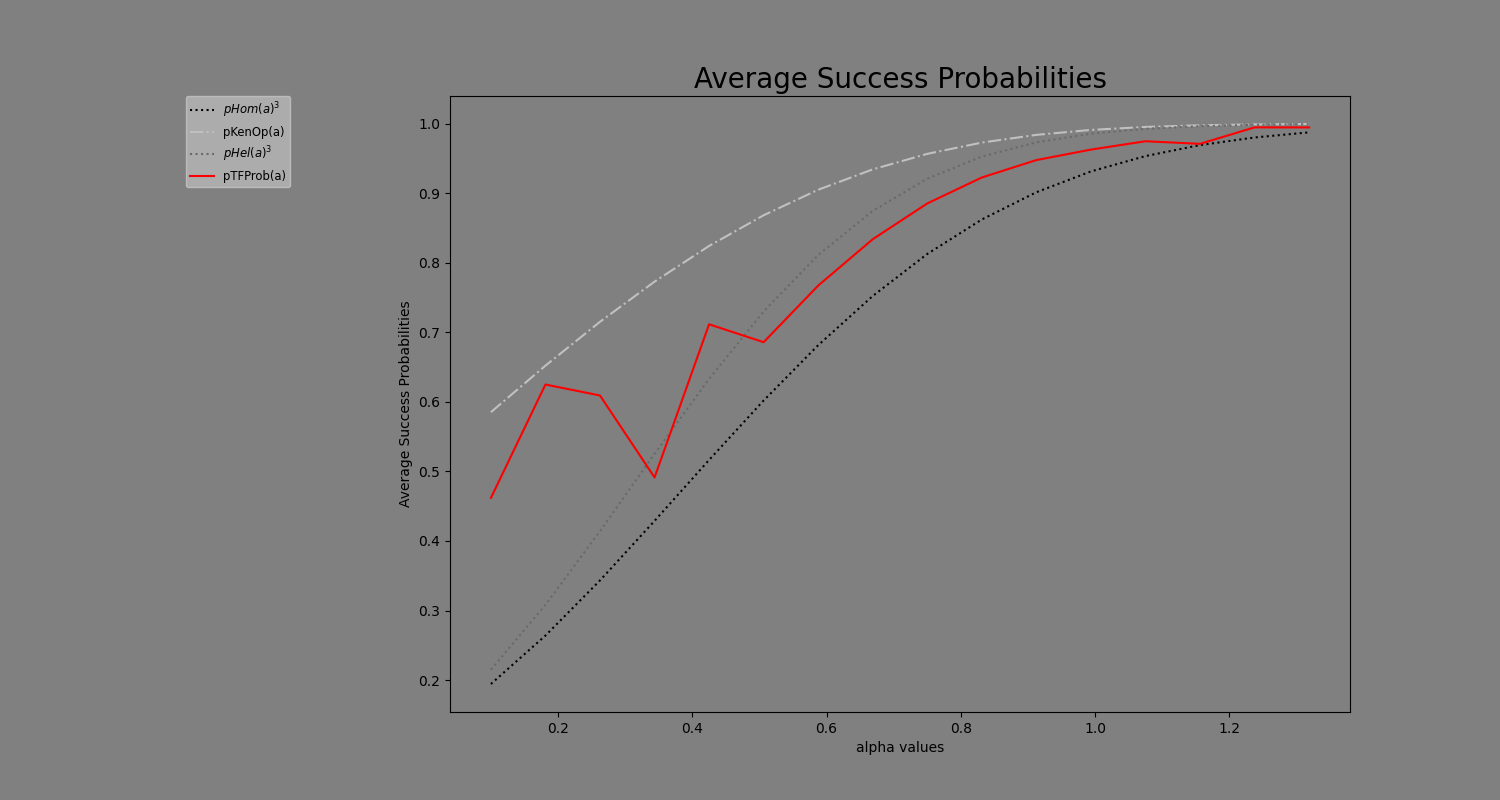 Average Success Probabilities
pHom(a)³
pKenOp(a)
pHel(a)³
pTFProb(a)
Average Success Probabilities
1.0
0.9
0.8
0.7
0.6
0.5
0.4
0.3
0.2
0.2 0.4 0.6 0.8 1.0 1.2
alpha values